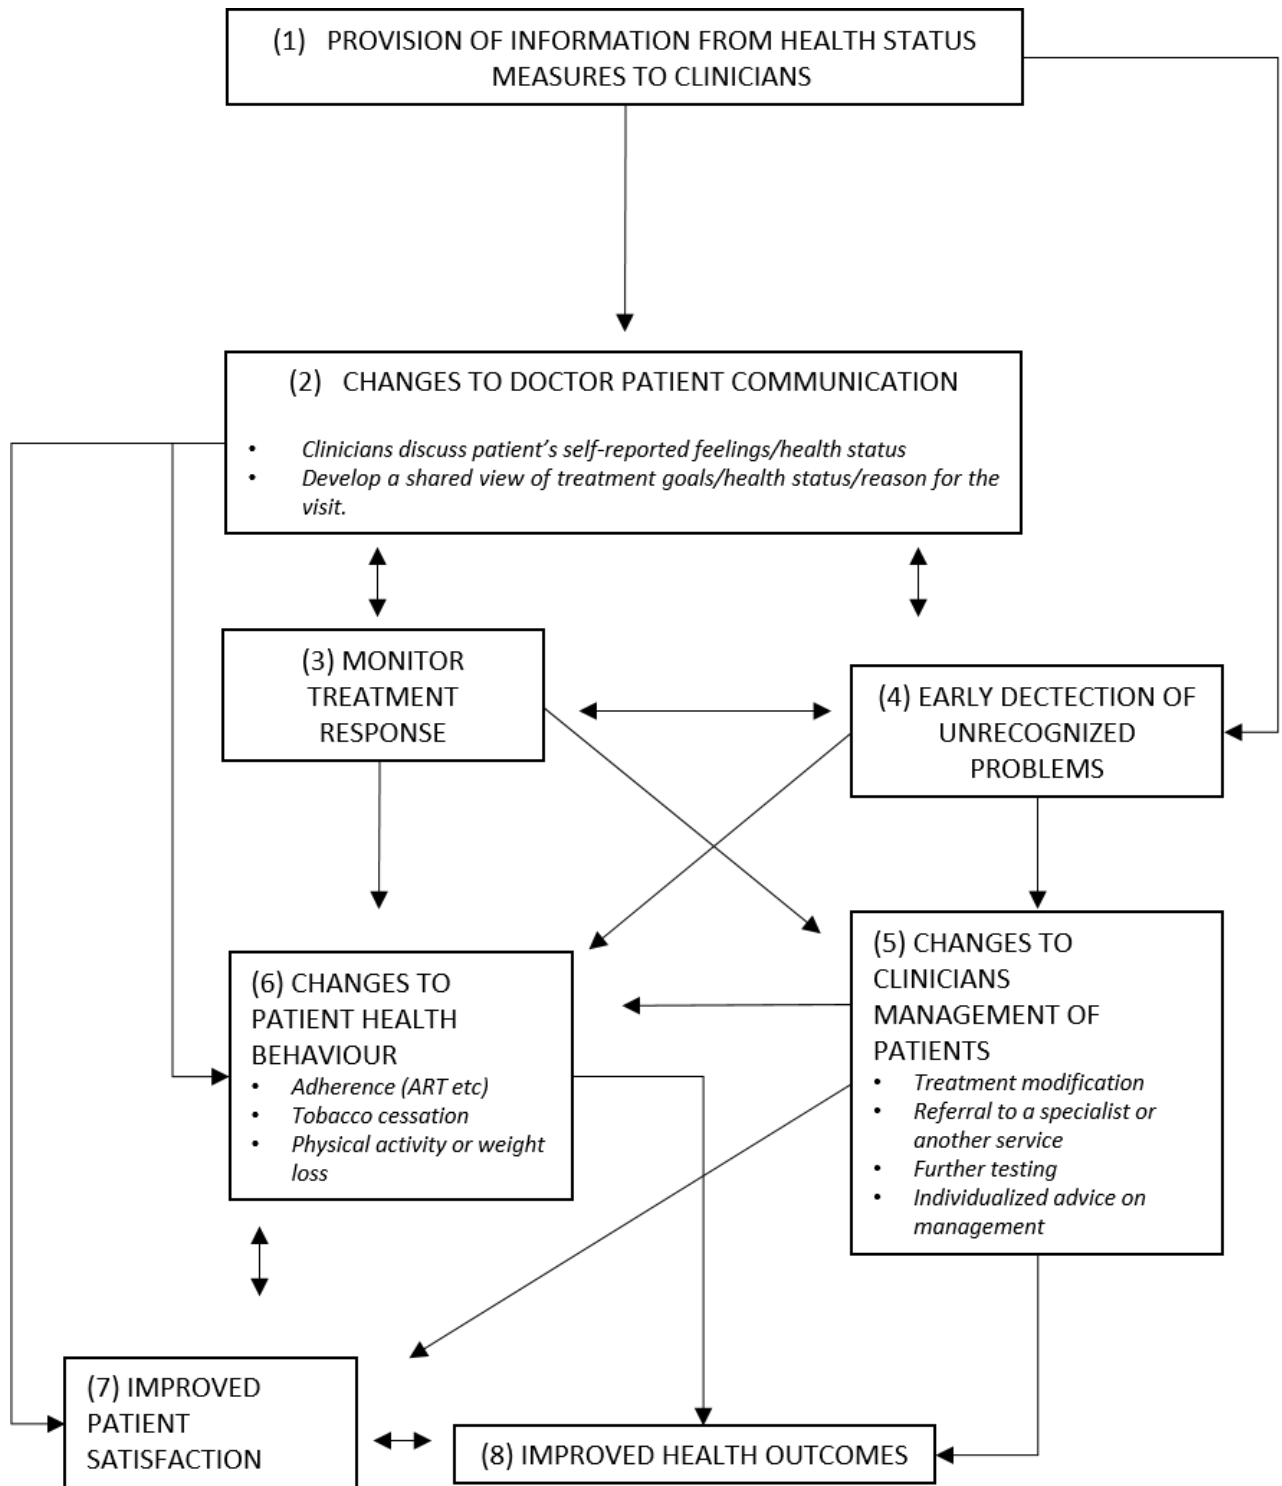 (1) PROVISION OF INFORMATION FROM HEALTH STATUS
MEASURES TO CLINICIANS
(2) CHANGES TO DOCTOR PATIENT COMMUNICATION
• Clinicians discuss patient's self-reported feelings/health status
• Develop a shared view of treatment goals/health status/reason for the
visit.
(3) MONITOR
TREATMENT
RESPONSE
(4) EARLY DECTECTION OF
UNRECOGNIZED
PROBLEMS
(5) CHANGES TO
CLINICIANS
MANAGEMENT OF
PATIENTS
• Treatment modification
• Referral to a specialist or
another service
• Further testing
• Individualized advice on
management
(6) CHANGES TO
PATIENT HEALTH
BEHAVIOUR
• Adherence (ART etc)
• Tobacco cessation
• Physical activity or weight
loss
(7) IMPROVED
PATIENT
SATISFACTION
(8) IMPROVED HEALTH OUTCOMES